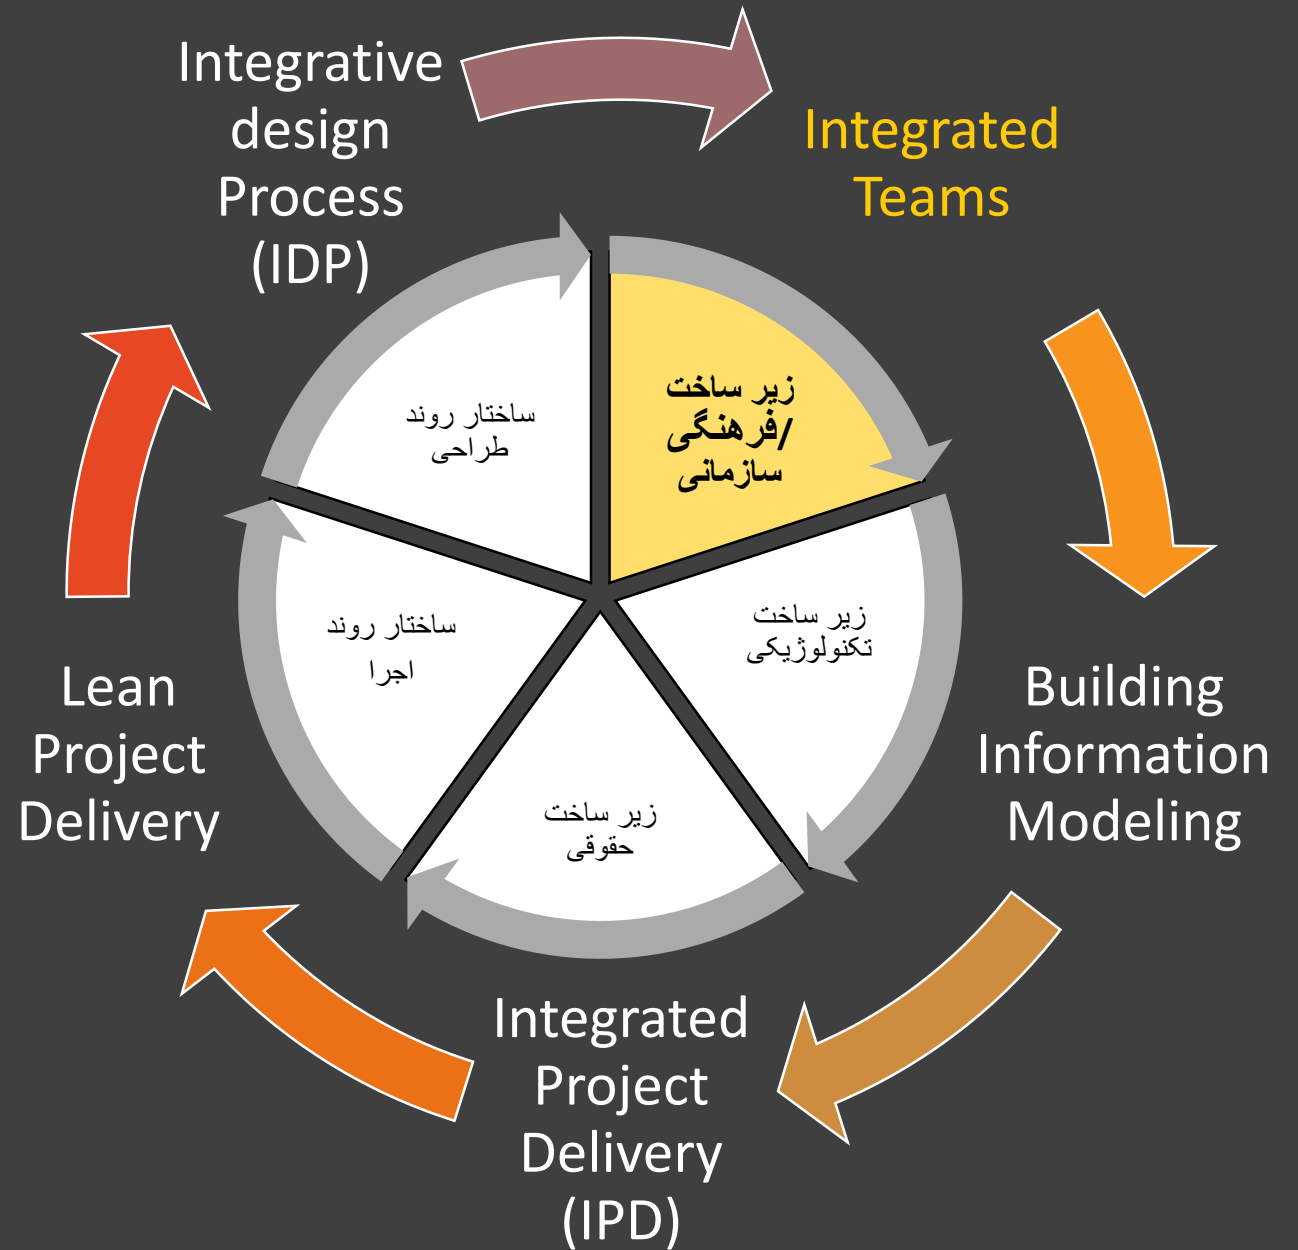 Integrative
design
Process
(IDP)
Integrated
Teams
زیر ساخت
فرهنگی/
سازمانی
ساختار روند
طراحی
زیر ساخت
تکنولوژیکی
ساختار روند
اجرا
زیر ساخت
حقوقی
Building
Information
Modeling
Lean
Project
Delivery
Integrated
Project
Delivery
(IPD)